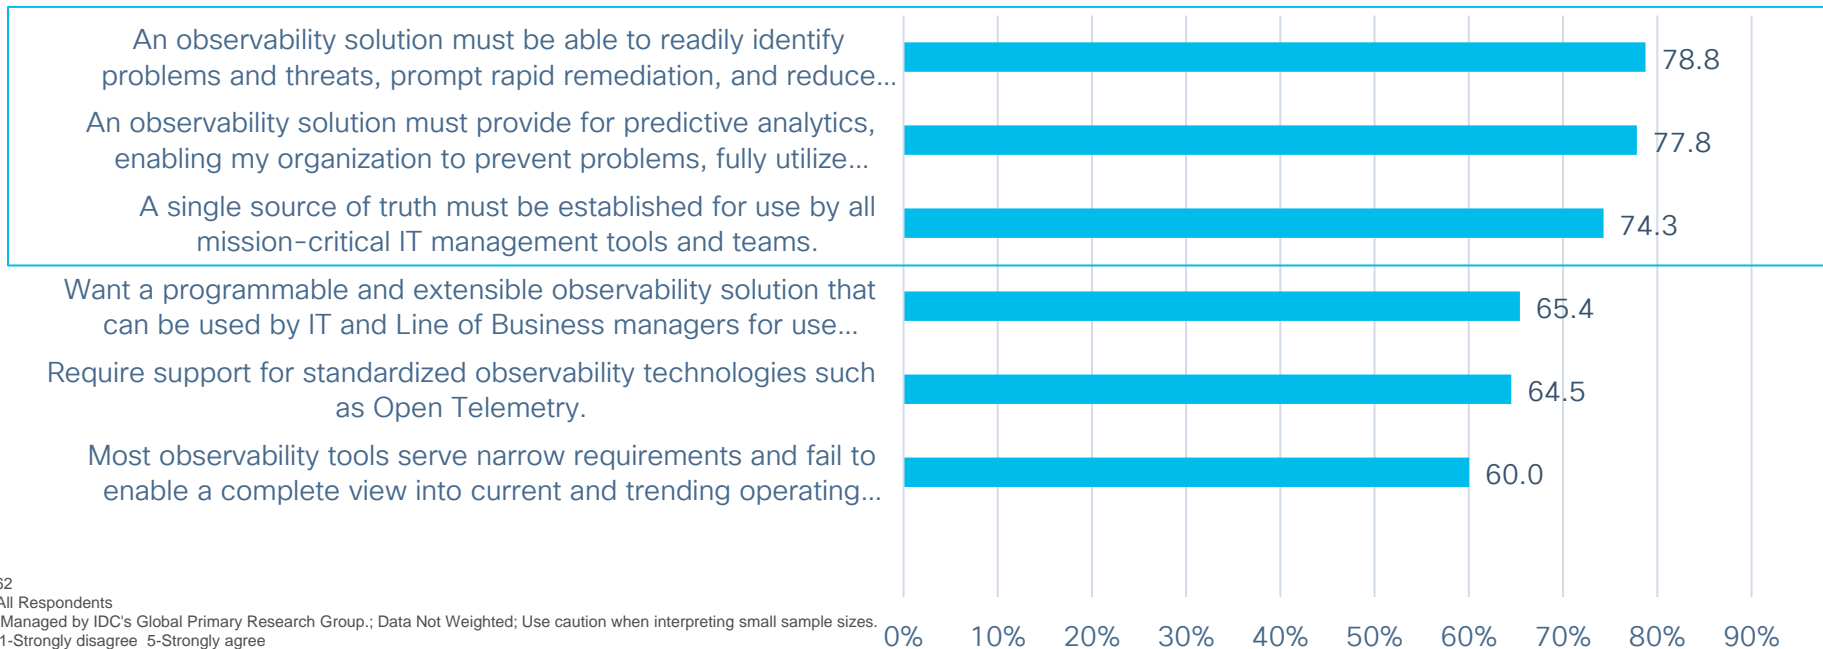 An observability solution must be able to readily identify
problems and threats, prompt rapid remediation, and reduce...
78.8
An observability solution must provide for predictive analytics,
enabling my organization to prevent problems, fully utilize...
77.8
A single source of truth must be established for use by all
mission-critical IT management tools and teams.
74.3
Want a programmable and extensible observability solution that
can be used by IT and Line of Business managers for use...
65.4
Require support for standardized observability technologies such
as Open Telemetry.
64.5
Most observability tools serve narrow requirements and fail to
enable a complete view into current and trending operating...
60.0
62
All Respondents
Managed by IDC's Global Primary Research Group.; Data Not Weighted; Use caution when interpreting small sample sizes.
1-Strongly disagree 5-Strongly agree
0% 10% 20% 30% 40% 50% 60% 70% 80% 90%